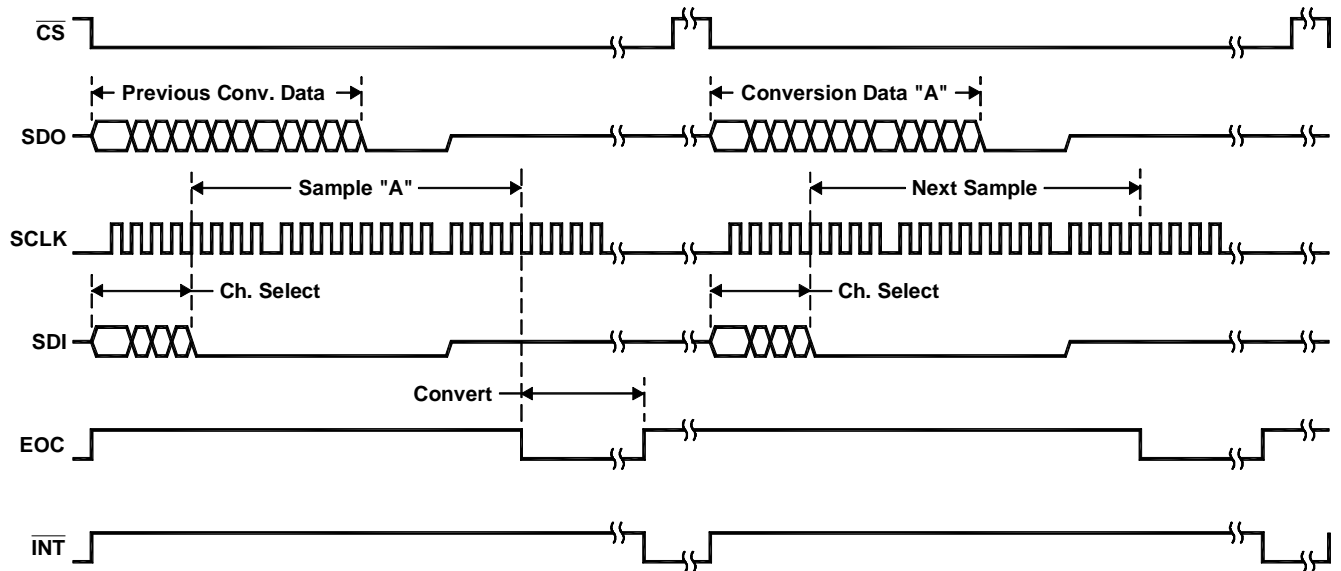 CS
Previous Conv. Data
Conversion Data "A"
SDO
Sample "A"
Next Sample
SCLK
Ch. Select
Ch. Select
SDI
Convert
EOC
INT